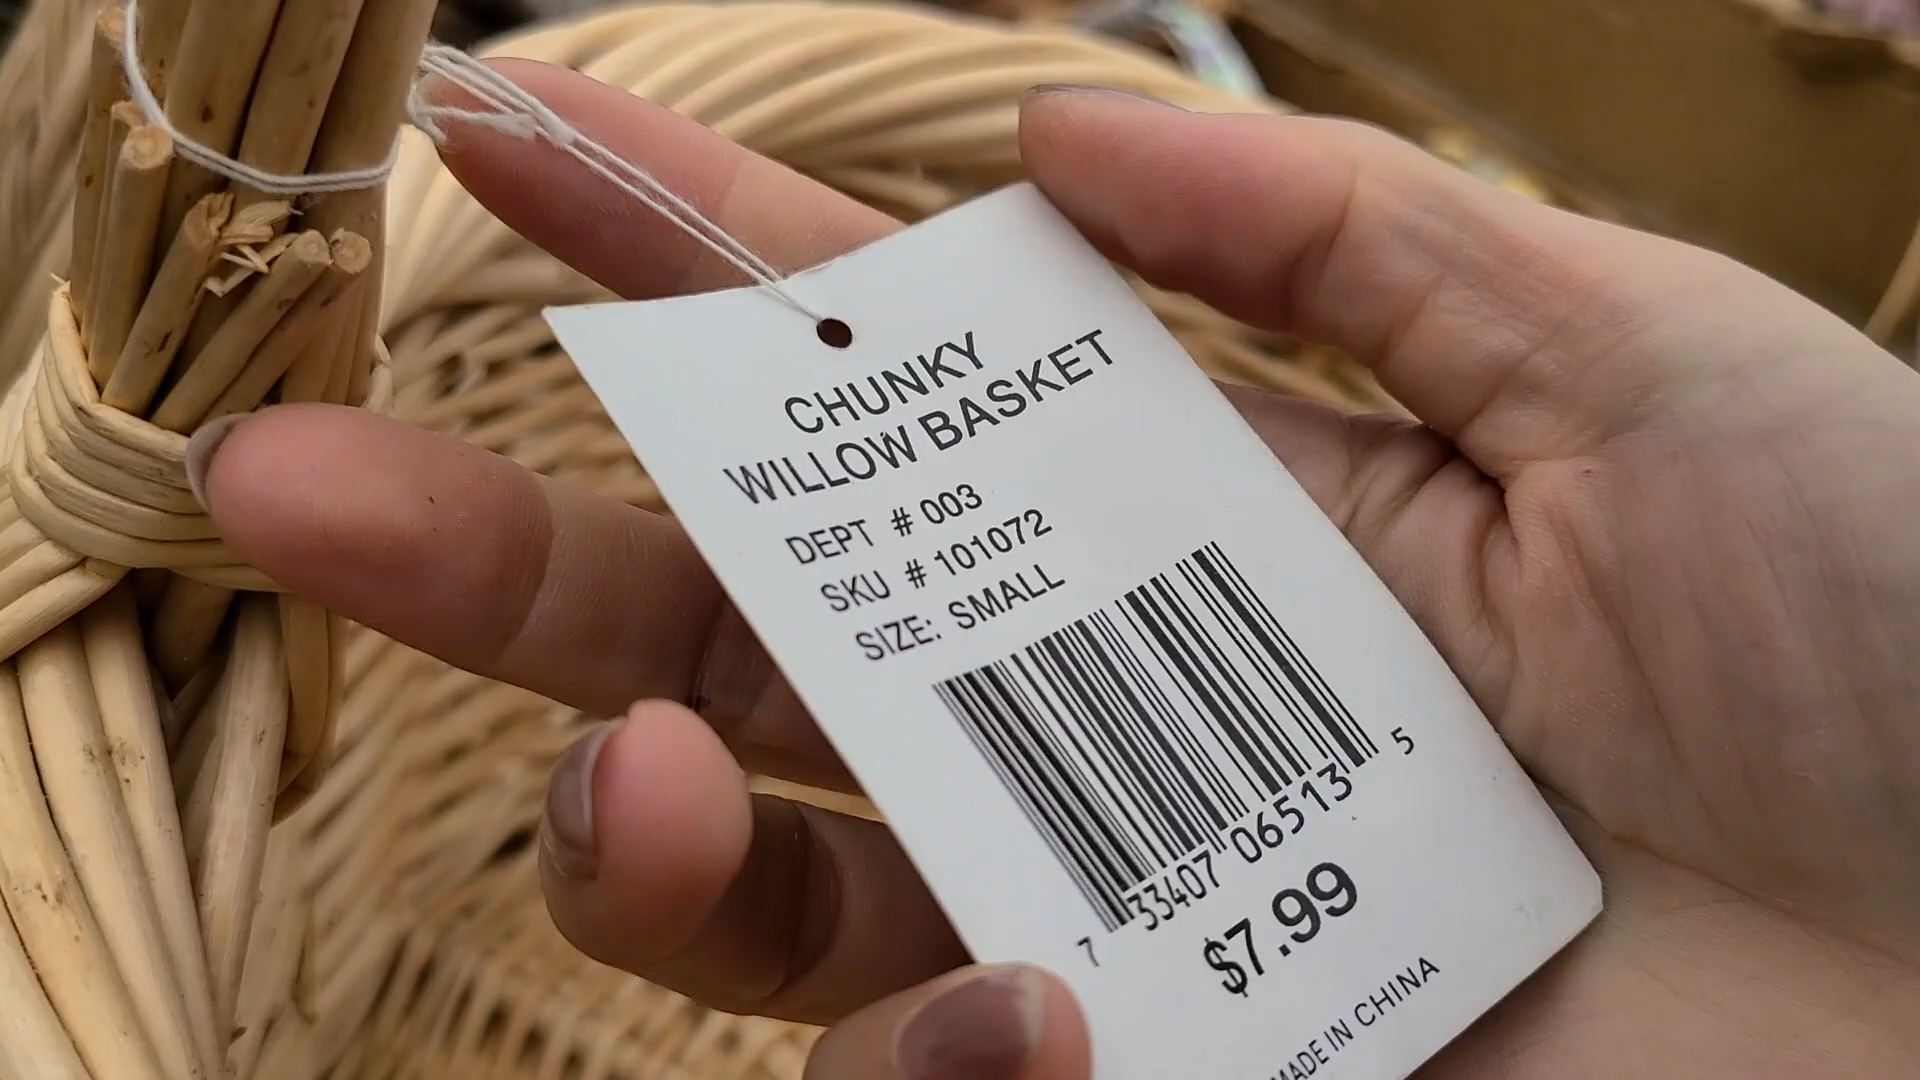 CHUNKY
WILLOW BASKET
DEPT # 003
SKU # 101072
SIZE: SMALL
7 33407 06513 5
$7.99
MADE IN CHINA